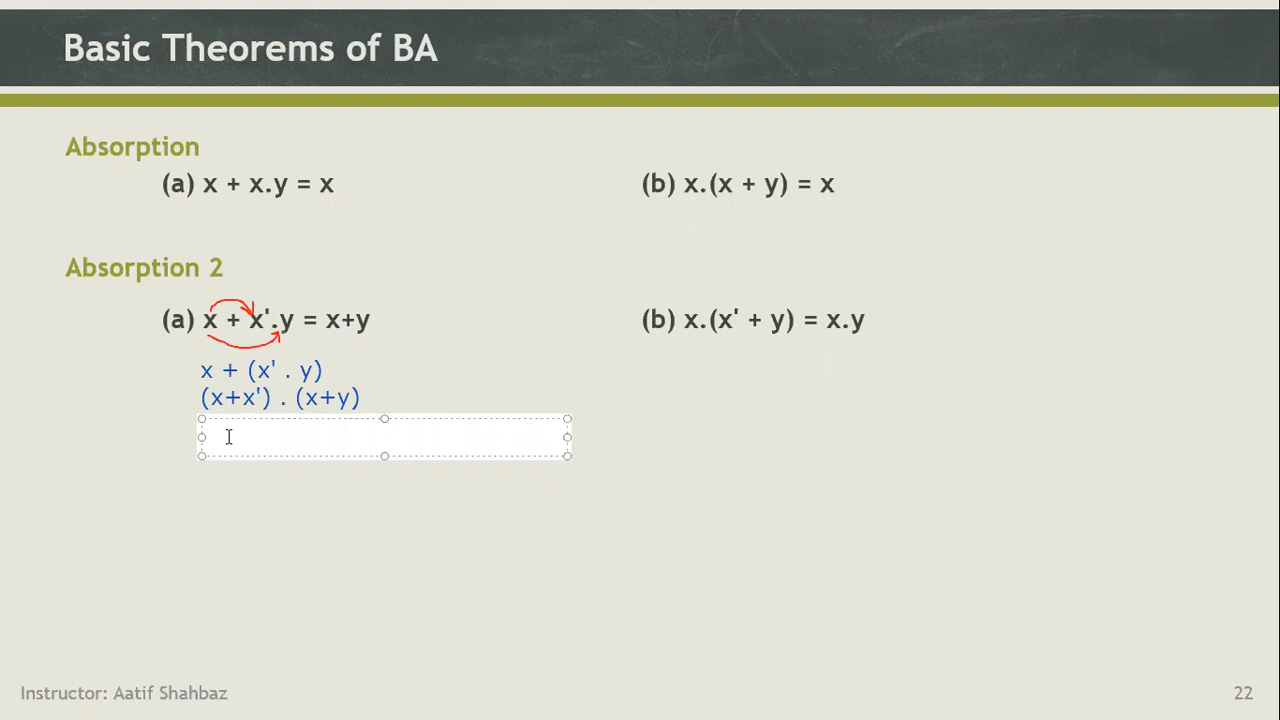 Basic Theorems of BA
Absorption
(a) x + x.y = x
(b) x.(x + y) = x
Absorption 2
(a) x + x'.y = x+y
(b) x.(x' + y) = x.y
x + (x' . y)
(x+x') . (x+y)
Instructor: Aatif Shahbaz
22